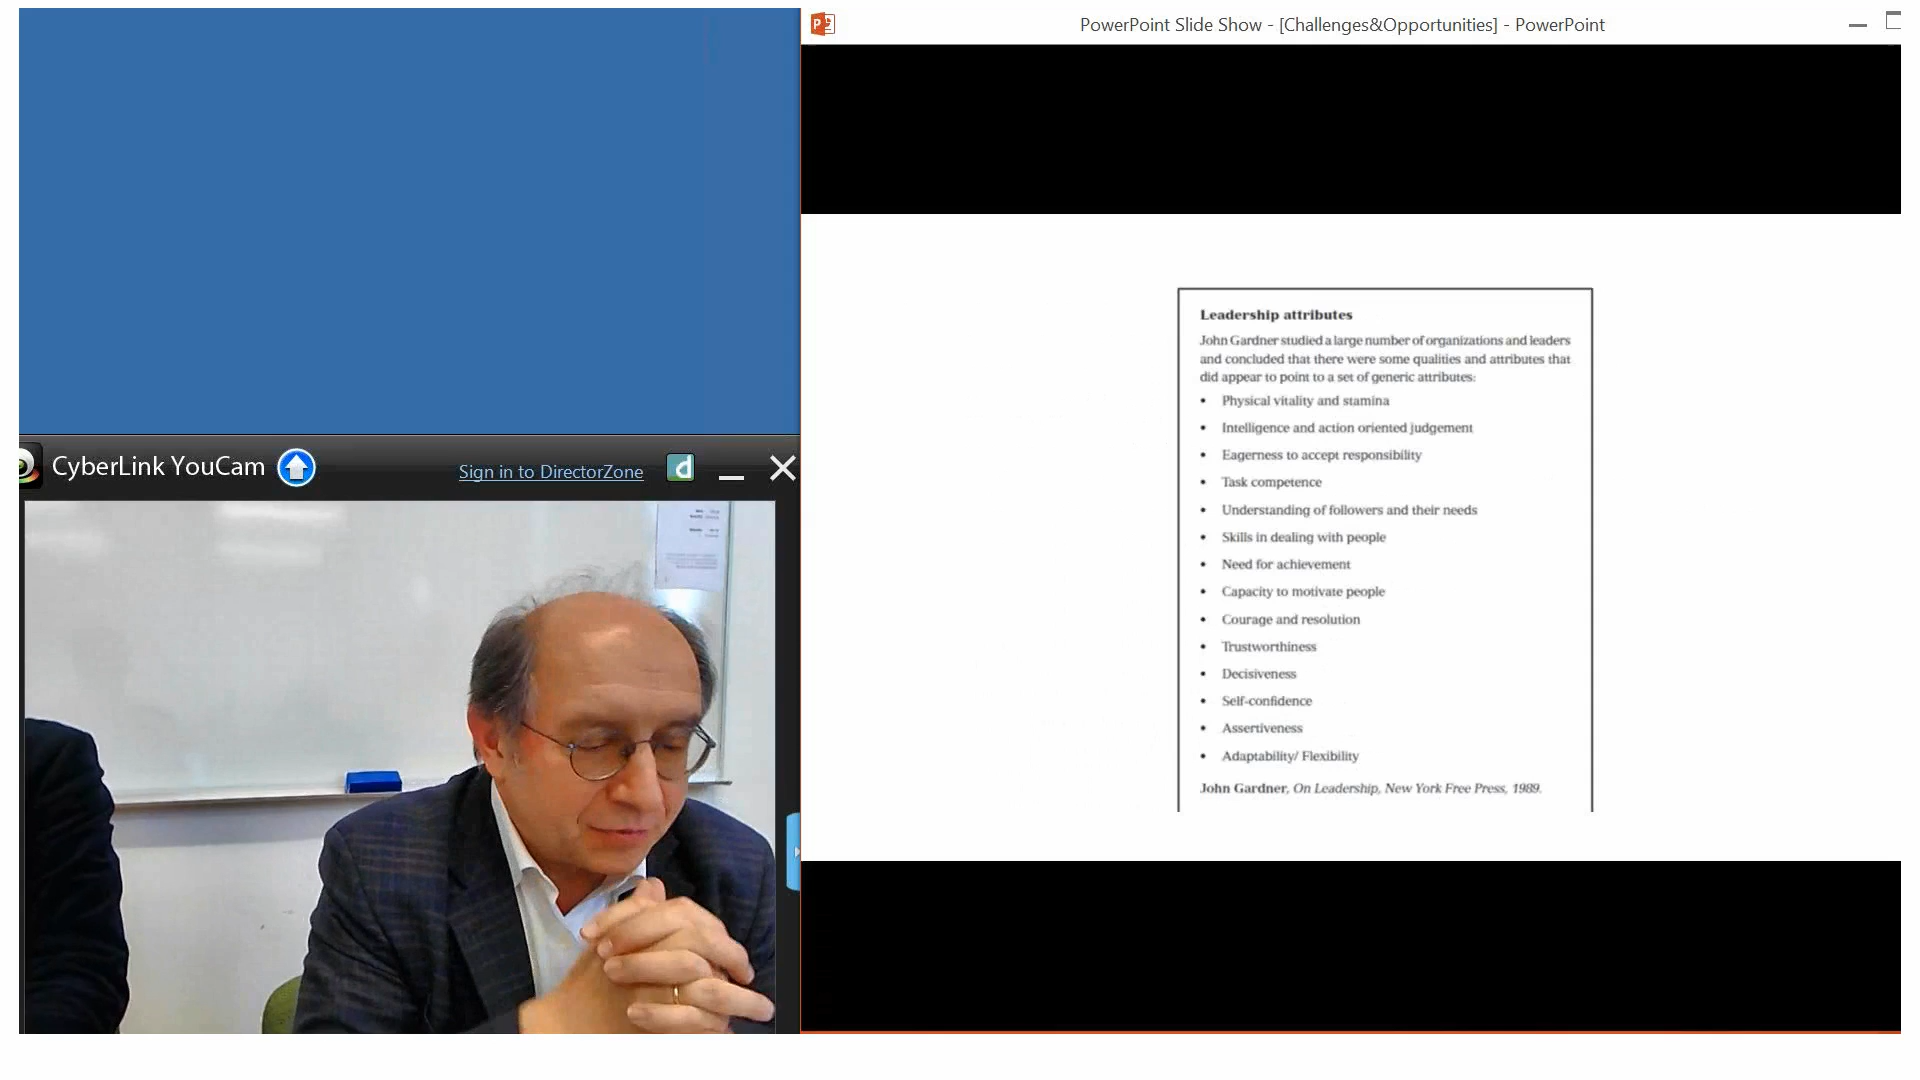 PowerPoint Slide Show - [Challenges&Opportunities] - PowerPoint
CyberLink YouCam
Sign in to DirectorZone
Leadership attributes
John Gardner studied a large number of organizations and leaders
and concluded that there were some qualities and attributes that
did appear to point to a set of generic attributes:
• Physical vitality and stamina
• Intelligence and action oriented judgement
• Eagerness to accept responsibility
• Task competence
• Understanding of followers and their needs
• Skills in dealing with people
• Need for achievement
• Capacity to motivate people
• Courage and resolution
• Trustworthiness
• Decisiveness
• Self-confidence
• Assertiveness
• Adaptability/ Flexibility
John Gardner, On Leadership, New York Free Press, 1989.